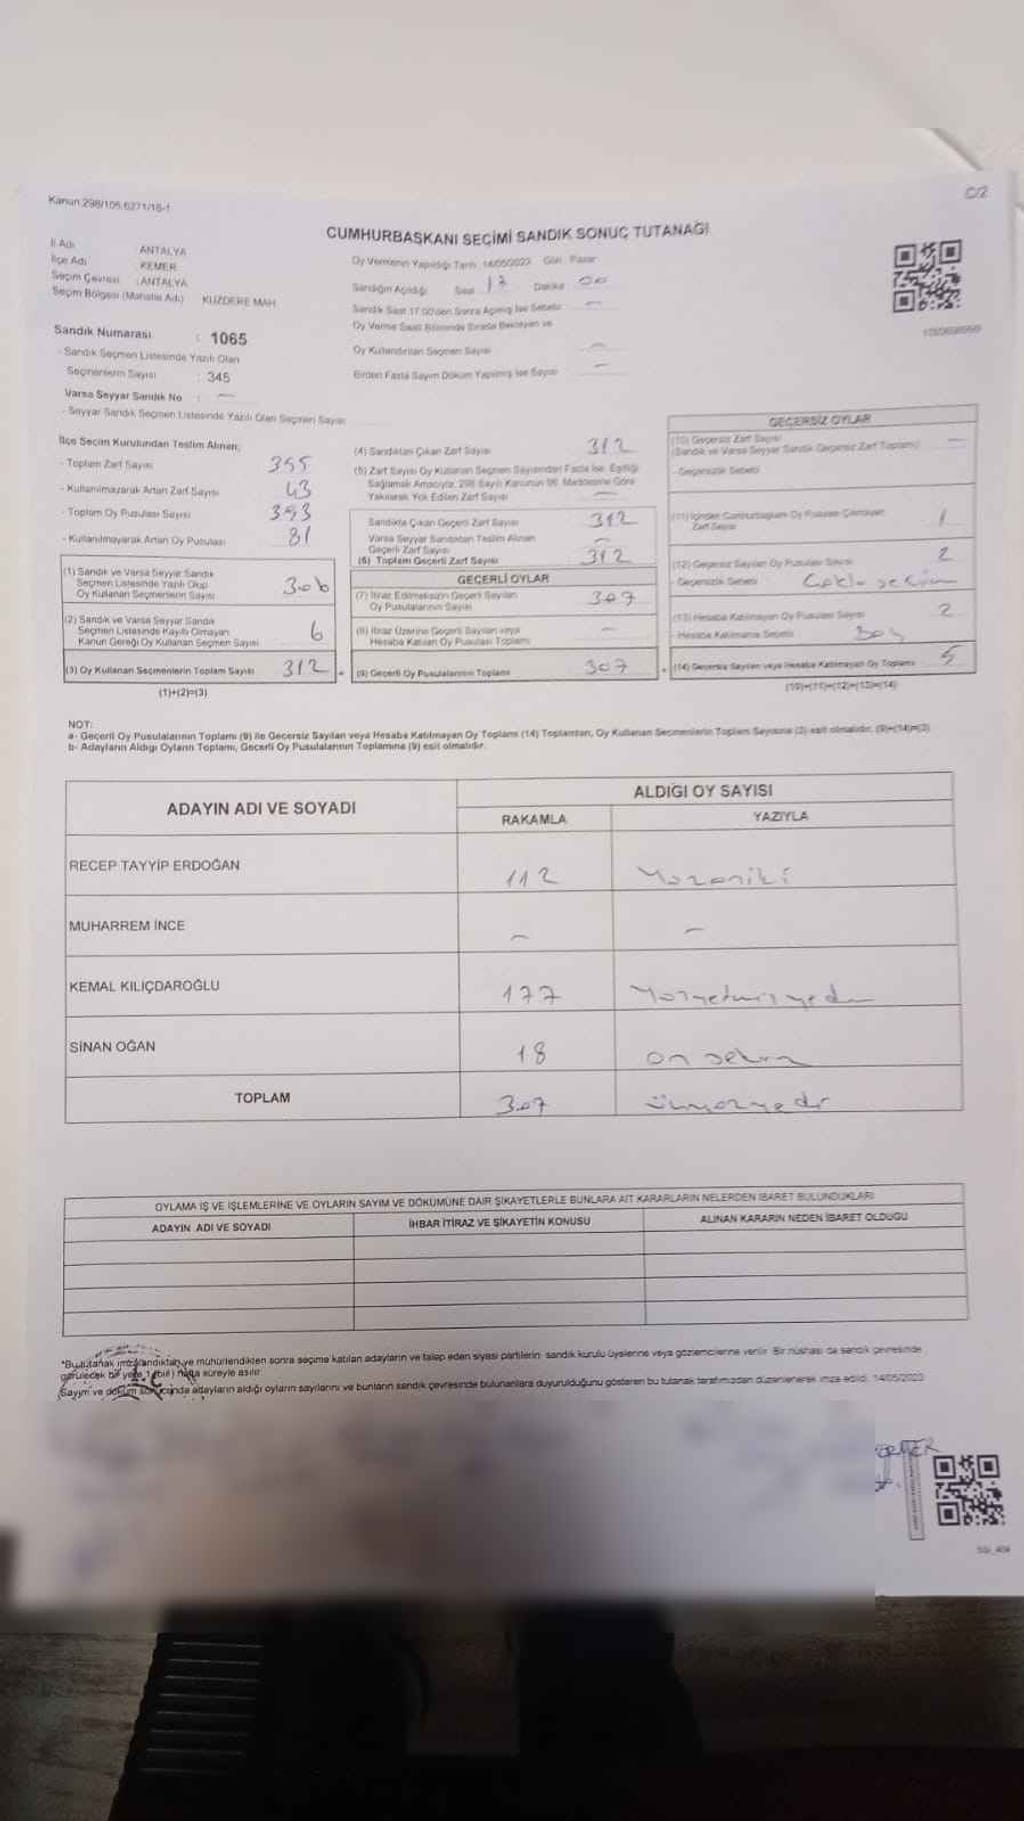 Kanun:298/105.6271/18-1
C/2
CUMHURBAŞKANI SEÇİMİ SANDIK SONUÇ TUTANAĞI
İl Adı ANTALYA
İlçe Adı KEMER
Seçim Çevresi : ANTALYA
Seçim Bölgesi (Mahalle Adı) KUZDERE MAH.
Oy Vermenin Yapıldığı Tarih : 14/05/2023 Gün : Pazar
Sandığın Açıldığı Saat 17 Dakika 00
Sandık Saat 17:00'den Sonra Açılmış İse Sebebi —
Oy Verme Saati Bitiminde Sırada Bekleyen ve
Oy Kullandırılan Seçmen Sayısı —
Birden Fazla Sayım Döküm Yapılmış İse Sayısı —
Sandık Numarası : 1065
- Sandık Seçmen Listesinde Yazılı Olan
Seçmenlerin Sayısı : 345
Varsa Seyyar Sandık No : —
- Seyyar Sandık Seçmen Listesinde Yazılı Olan Seçmen Sayısı
İlçe Seçim Kurulundan Teslim Alınan;
- Toplam Zarf Sayısı 355
- Kullanılmayarak Artan Zarf Sayısı 43
- Toplam Oy Pusulası Sayısı 393
- Kullanılmayarak Artan Oy Pusulası 81
(1) Sandık ve Varsa Seyyar Sandık
Seçmen Listesinde Yazılı Olup
Oy Kullanan Seçmenlerin Sayısı 306
(2) Sandık ve Varsa Seyyar Sandık
Seçmen Listesinde Kayıtlı Olmayan
Kanun Gereği Oy Kullanan Seçmen Sayısı 6
(3) Oy Kullanan Seçmenlerin Toplam Sayısı 312
(1)+(2)=(3)
(4) Sandıktan Çıkan Zarf Sayısı 312
(5) Zarf Sayısı Oy Kullanan Seçmen Sayısından Fazla İse, Eşitliği
Sağlamak Amacıyla, 298 Sayılı Kanunun 98. Maddesine Göre
Yakılarak Yok Edilen Zarf Sayısı —
Sandıkta Çıkan Geçerli Zarf Sayısı 312
Varsa Seyyar Sandıktan Teslim Alınan
Geçerli Zarf Sayısı —
(6) Toplam Geçerli Zarf Sayısı 312
GEÇERLİ OYLAR
(7) İtiraz Edilmeksizin Geçerli Sayılan
Oy Pusulalarının Sayısı 307
(8) İtiraz Üzerine Geçerli Sayılan veya
Hesaba Katılan Oy Pusulası Toplamı —
(9) Geçerli Oy Pusulalarının Toplamı 307
GEÇERSİZ OYLAR
(10) Geçersiz Zarf Sayısı —
(Sandık ve Varsa Seyyar Sandık Geçersiz Zarf Toplamı)
- Geçersizlik Sebebi
(11) İçinden Cumhurbaşkanı Oy Pusulası Çıkmayan
Zarf Sayısı 1
(12) Geçersiz Sayılan Oy Pusulası Sayısı 2
- Geçersizlik Sebebi Çoklu seçim
(13) Hesaba Katılmayan Oy Pusulası Sayısı 2
- Hesaba Katılmama Sebebi Boş
(14) Geçersiz Sayılan veya Hesaba Katılmayan Oy Toplamı 5
(10)+(11)+(12)+(13)=(14)
NOT:
a- Geçerli Oy Pusulalarının Toplamı (9) ile Geçersiz Sayılan veya Hesaba Katılmayan Oy Toplamı (14) Toplamları, Oy Kullanan Seçmenlerin Toplam Sayısına (3) eşit olmalıdır. (9)+(14)=(3)
b- Adayların Aldığı Oyların Toplamı, Geçerli Oy Pusulalarının Toplamına (9) eşit olmalıdır.
ADAYIN ADI VE SOYADI
ALDIĞI OY SAYISI
RAKAMLA YAZIYLA
RECEP TAYYİP ERDOĞAN 112 Yüzoniki
MUHARREM İNCE — —
KEMAL KILIÇDAROĞLU 177 Yüzyetmişyedi
SİNAN OĞAN 18 on sekiz
TOPLAM 307 üçyüzyedi
OYLAMA İŞ VE İŞLEMLERİNE VE OYLARIN SAYIM VE DÖKÜMÜNE DAİR ŞİKAYETLERLE BUNLARA AİT KARARLARIN NELERDEN İBARET BULUNDUKLARI
ADAYIN ADI VE SOYADI İHBAR İTİRAZ VE ŞİKAYETİN KONUSU ALINAN KARARIN NEDEN İBARET OLDUĞU
*Bu tutanak imzalandıktan ve mühürlendikten sonra seçime katılan adayların ve talep eden siyasi partilerin sandık kurulu üyelerine veya gözlemcilerine verilir. Bir nüshası da sandık çevresinde
görülecek bir yere 1 (bir) hafta süreyle asılır.
Sayım ve döküm sonucunda adayların aldığı oyların sayılarını ve bunların sandık çevresinde bulunanlara duyurulduğunu gösteren bu tutanak tarafımızdan düzenlenerek imza edildi. 14/05/2023